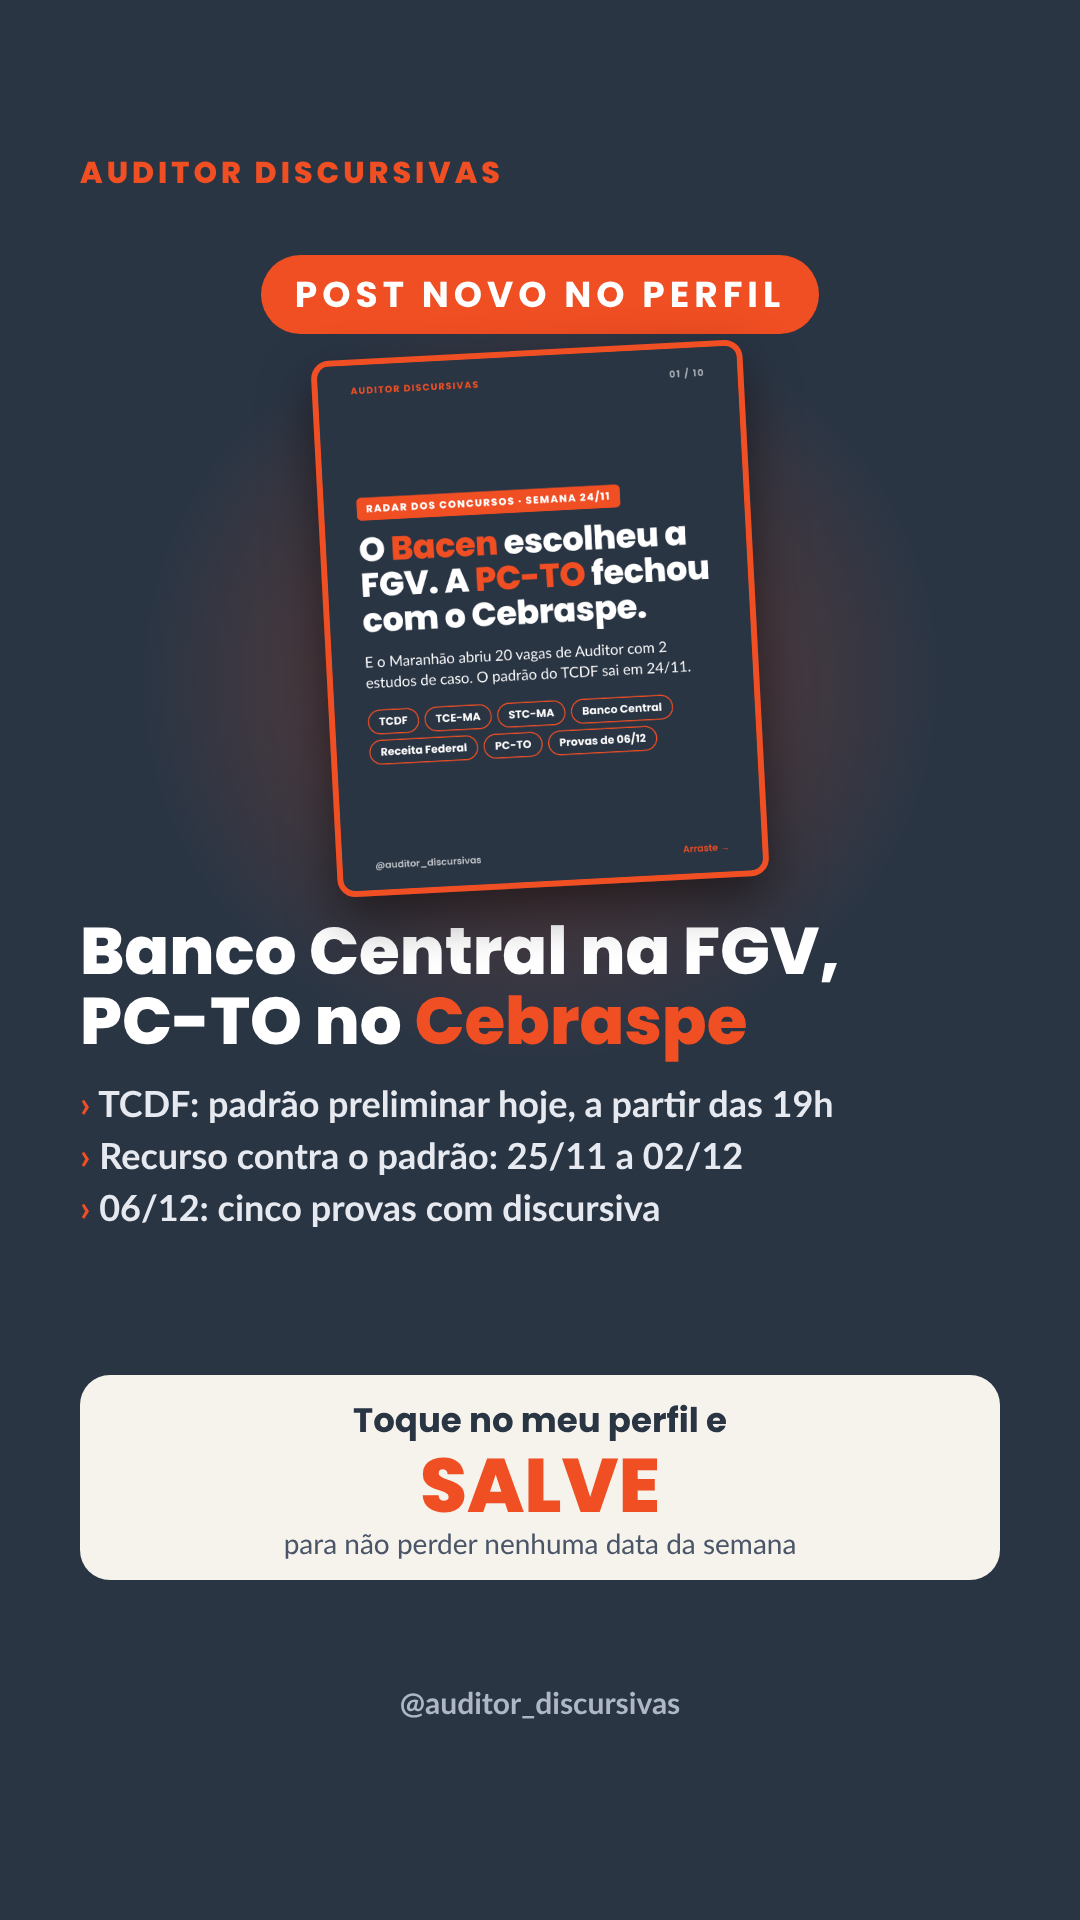 AUDITOR DISCURSIVAS
POST NOVO NO PERFIL
AUDITOR DISCURSIVAS
01 / 10
RADAR DOS CONCURSOS · SEMANA 24/11
O Bacen escolheu a
FGV. A PC-TO fechou
com o Cebraspe.
E o Maranhão abriu 20 vagas de Auditor com 2
estudos de caso. O padrão do TCDF sai em 24/11.
TCDF TCE-MA STC-MA Banco Central
Receita Federal PC-TO Provas de 06/12
@auditor_discursivas
Arraste →
Banco Central na FGV,
PC-TO no Cebraspe
› TCDF: padrão preliminar hoje, a partir das 19h
› Recurso contra o padrão: 25/11 a 02/12
› 06/12: cinco provas com discursiva
Toque no meu perfil e
SALVE
para não perder nenhuma data da semana
@auditor_discursivas